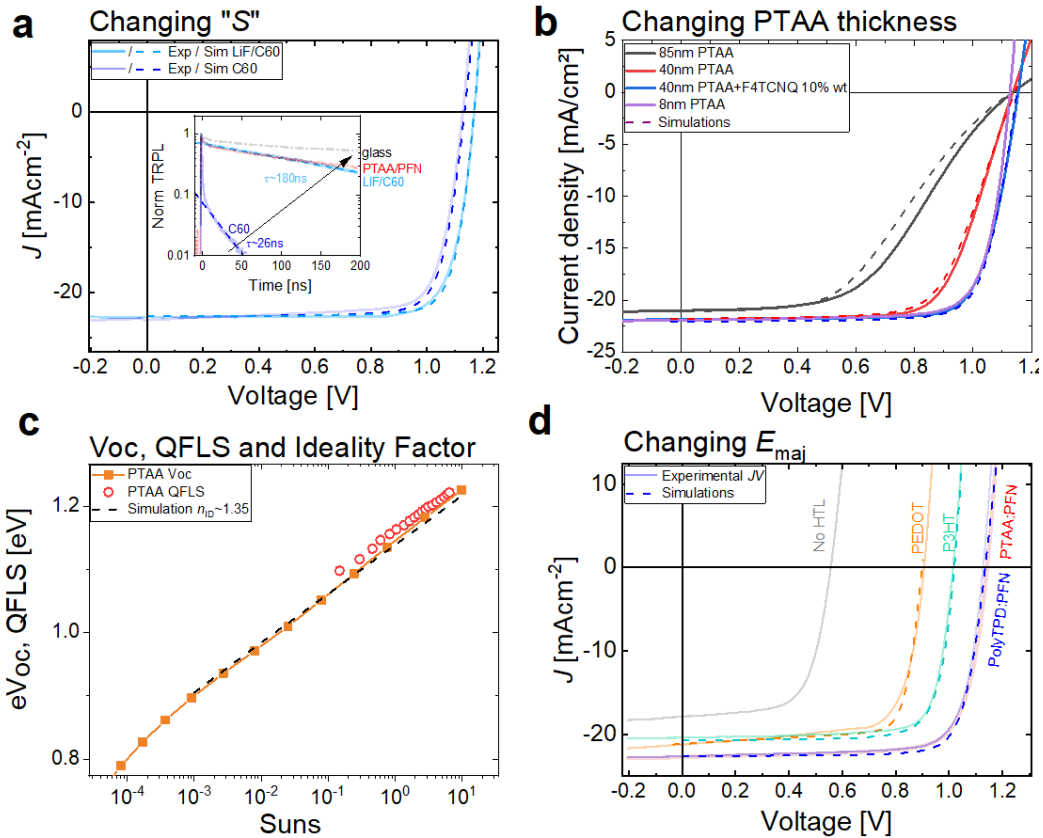 a
Changing "S"
/ Exp / Sim LiF/C60
/ Exp / Sim C60
J [mAcm-2]
0
-10
-20
-0.2 0.0 0.2 0.4 0.6 0.8 1.0 1.2
Voltage [V]
Norm TRPL
1
0.1
0.01
glass
PTAA/PFN
LIF/C60
τ~180ns
C60
τ~26ns
0 50 100 150 200
Time [ns]
b
Changing PTAA thickness
85nm PTAA
40nm PTAA
40nm PTAA+F4TCNQ 10% wt
8nm PTAA
Simulations
Current density [mA/cm²]
5
0
-5
-10
-15
-20
-25
0.0 0.2 0.4 0.6 0.8 1.0 1.2
Voltage [V]
c
Voc, QFLS and Ideality Factor
PTAA Voc
PTAA QFLS
Simulation nID~1.35
eVoc, QFLS [eV]
1.2
1.0
0.8
10-4 10-3 10-2 10-1 100 101
Suns
d
Changing Emaj
Experimental JV
Simulations
No HTL
PEDOT
P3HT
PTAA:PFN
PolyTPD:PFN
J [mAcm-2]
10
0
-10
-20
-0.2 0.0 0.2 0.4 0.6 0.8 1.0 1.2
Voltage [V]